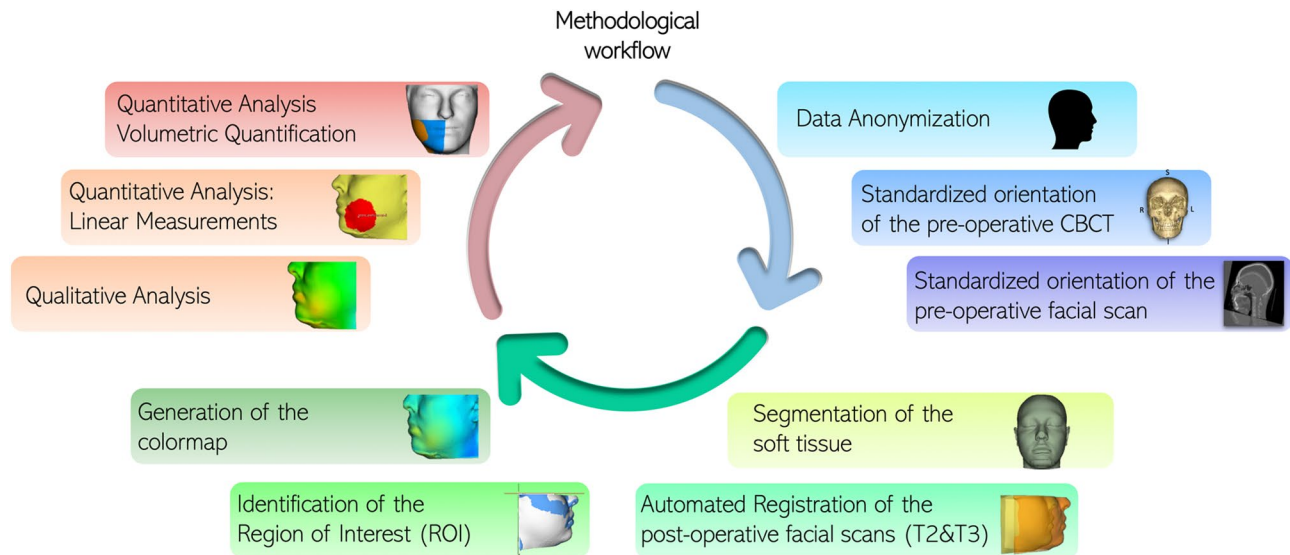 Methodological
workflow
Data Anonymization
Standardized orientation
of the pre-operative CBCT
S
R
L
I
Standardized orientation of the
pre-operative facial scan
Segmentation of the
soft tissue
Automated Registration of the
post-operative facial scans (T2&T3)
Identification of the
Region of Interest (ROI)
Generation of the
colormap
Qualitative Analysis
Quantitative Analysis:
Linear Measurements
Quantitative Analysis
Volumetric Quantification